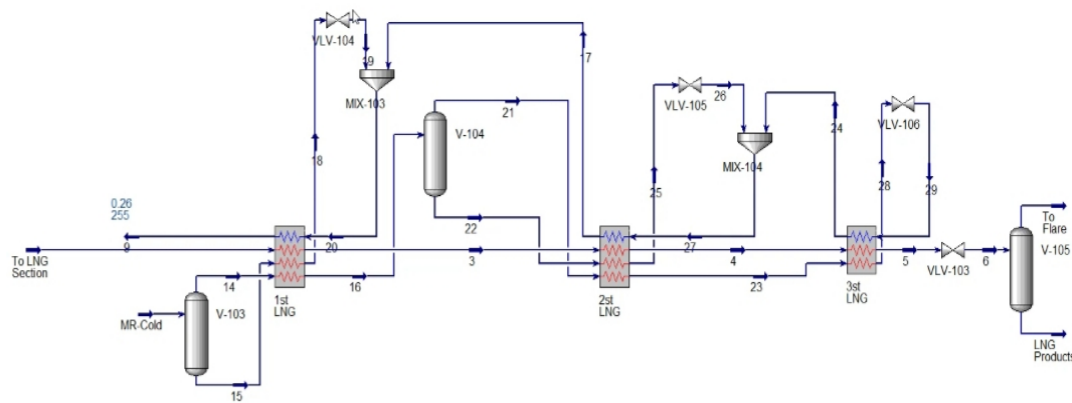 VLV-104
19
MIX-103
17
VLV-105
26
VLV-106
21
V-104
24
MIX-104
18
25
28
29
0.26
255
22
To
Flare
V-105
9
20
3
27
4
5
VLV-103
6
To LNG
Section
14
16
1st
LNG
2st
LNG
23
3st
LNG
V-103
MR-Cold
15
LNG
Products